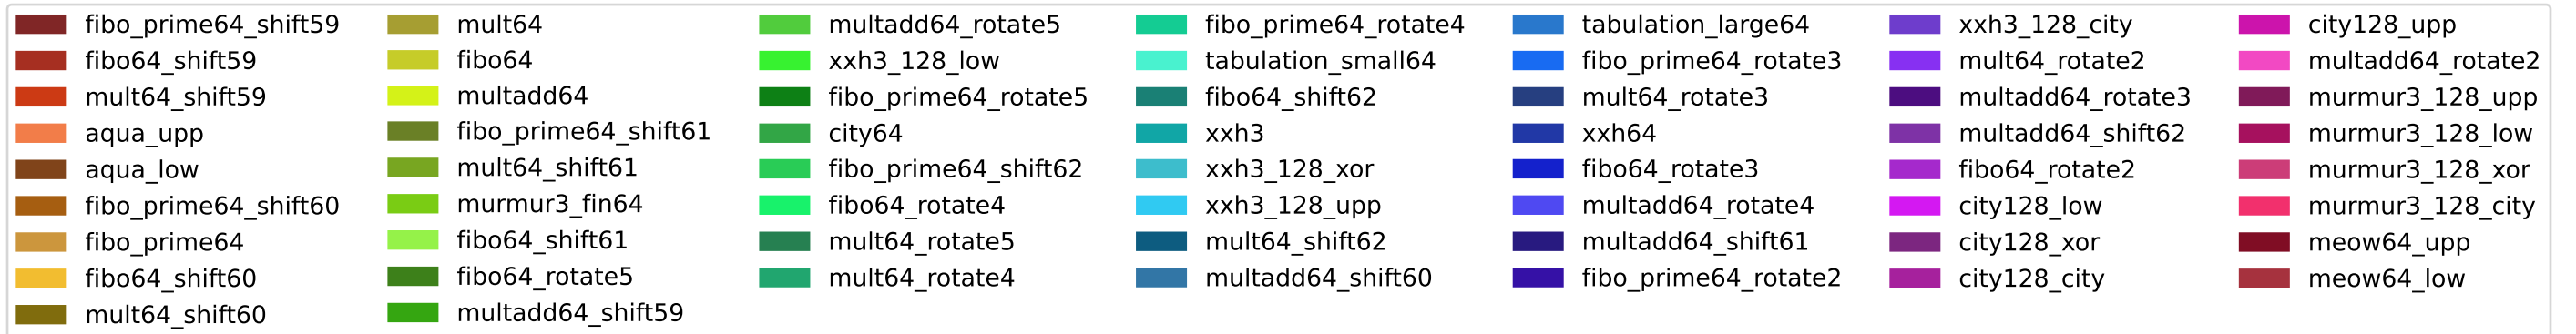 fibo_prime64_shift59
fibo64_shift59
mult64_shift59
aqua_upp
aqua_low
fibo_prime64_shift60
fibo_prime64
fibo64_shift60
mult64_shift60
mult64
fibo64
multadd64
fibo_prime64_shift61
mult64_shift61
murmur3_fin64
fibo64_shift61
fibo64_rotate5
multadd64_shift59
multadd64_rotate5
xxh3_128_low
fibo_prime64_rotate5
city64
fibo_prime64_shift62
fibo64_rotate4
mult64_rotate5
mult64_rotate4
fibo_prime64_rotate4
tabulation_small64
fibo64_shift62
xxh3
xxh3_128_xor
xxh3_128_upp
mult64_shift62
multadd64_shift60
tabulation_large64
fibo_prime64_rotate3
mult64_rotate3
xxh64
fibo64_rotate3
multadd64_rotate4
multadd64_shift61
fibo_prime64_rotate2
xxh3_128_city
mult64_rotate2
multadd64_rotate3
multadd64_shift62
fibo64_rotate2
city128_low
city128_xor
city128_city
city128_upp
multadd64_rotate2
murmur3_128_upp
murmur3_128_low
murmur3_128_xor
murmur3_128_city
meow64_upp
meow64_low